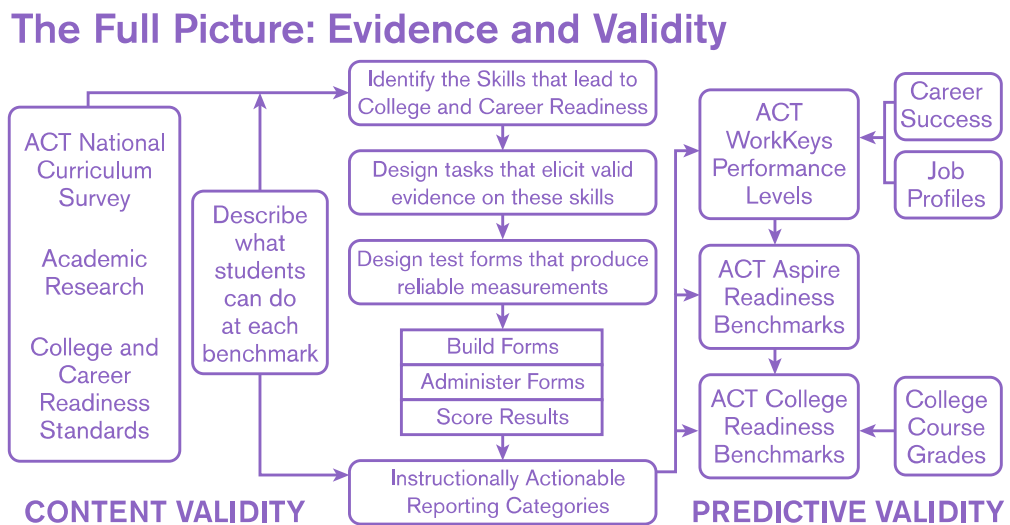 The Full Picture: Evidence and Validity
ACT National
Curriculum
Survey
Academic
Research
College and
Career
Readiness
Standards
Describe
what
students
can do
at each
benchmark
Identify the Skills that lead to
College and Career Readiness
Design tasks that elicit valid
evidence on these skills
Design test forms that produce
reliable measurements
Build Forms
Administer Forms
Score Results
Instructionally Actionable
Reporting Categories
ACT
WorkKeys
Performance
Levels
Career
Success
Job
Profiles
ACT Aspire
Readiness
Benchmarks
ACT College
Readiness
Benchmarks
College
Course
Grades
CONTENT VALIDITY
PREDICTIVE VALIDITY